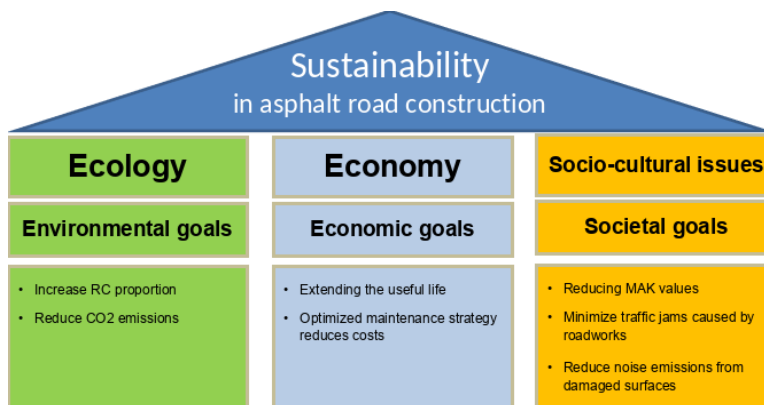 Sustainability
in asphalt road construction
Ecology
Environmental goals
• Increase RC proportion
• Reduce CO2 emissions
Economy
Economic goals
• Extending the useful life
• Optimized maintenance strategy
reduces costs
Socio-cultural issues
Societal goals
• Reducing MAK values
• Minimize traffic jams caused by
roadworks
• Reduce noise emissions from
damaged surfaces